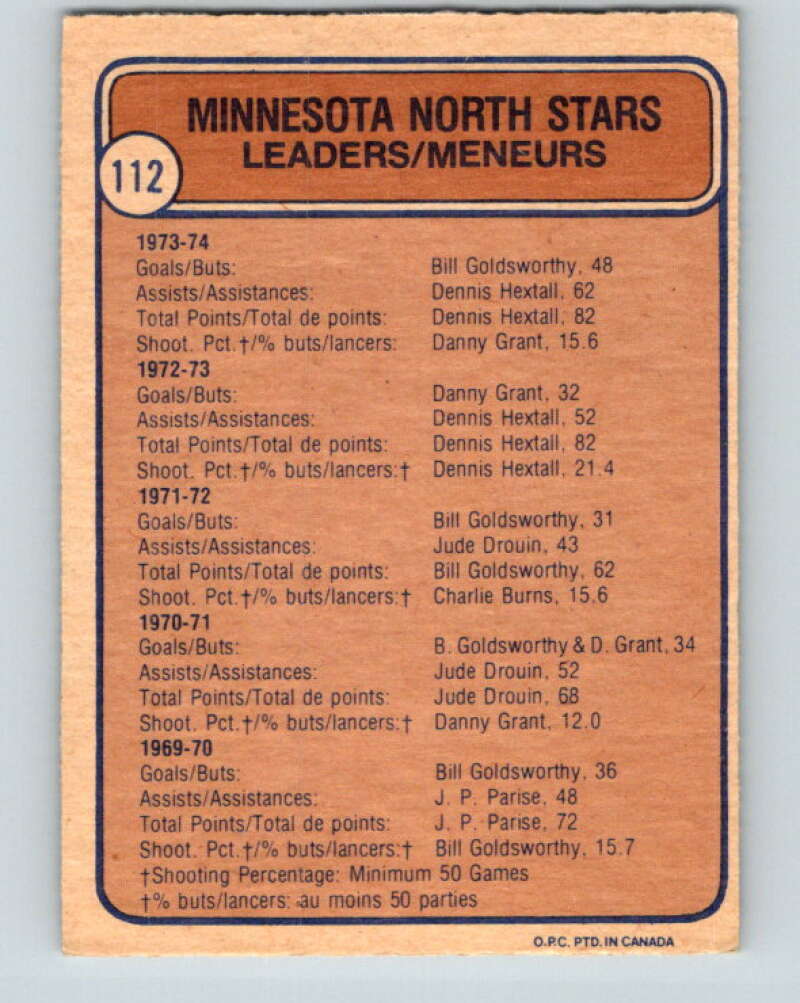 MINNESOTA NORTH STARS
LEADERS/MENEURS
112
1973-74
Goals/Buts: Bill Goldsworthy, 48
Assists/Assistances: Dennis Hextall, 62
Total Points/Total de points: Dennis Hextall, 82
Shoot. Pct.†/% buts/lancers: Danny Grant, 15.6
1972-73
Goals/Buts: Danny Grant, 32
Assists/Assistances: Dennis Hextall, 52
Total Points/Total de points: Dennis Hextall, 82
Shoot. Pct.†/% buts/lancers:† Dennis Hextall, 21.4
1971-72
Goals/Buts: Bill Goldsworthy, 31
Assists/Assistances: Jude Drouin, 43
Total Points/Total de points: Bill Goldsworthy, 62
Shoot. Pct.†/% buts/lancers:† Charlie Burns, 15.6
1970-71
Goals/Buts: B. Goldsworthy & D. Grant, 34
Assists/Assistances: Jude Drouin, 52
Total Points/Total de points: Jude Drouin, 68
Shoot. Pct.†/% buts/lancers:† Danny Grant, 12.0
1969-70
Goals/Buts: Bill Goldsworthy, 36
Assists/Assistances: J. P. Parise, 48
Total Points/Total de points: J. P. Parise, 72
Shoot. Pct.†/% buts/lancers:† Bill Goldsworthy, 15.7
†Shooting Percentage: Minimum 50 Games
†% buts/lancers: au moins 50 parties
O.P.C. PTD. IN CANADA